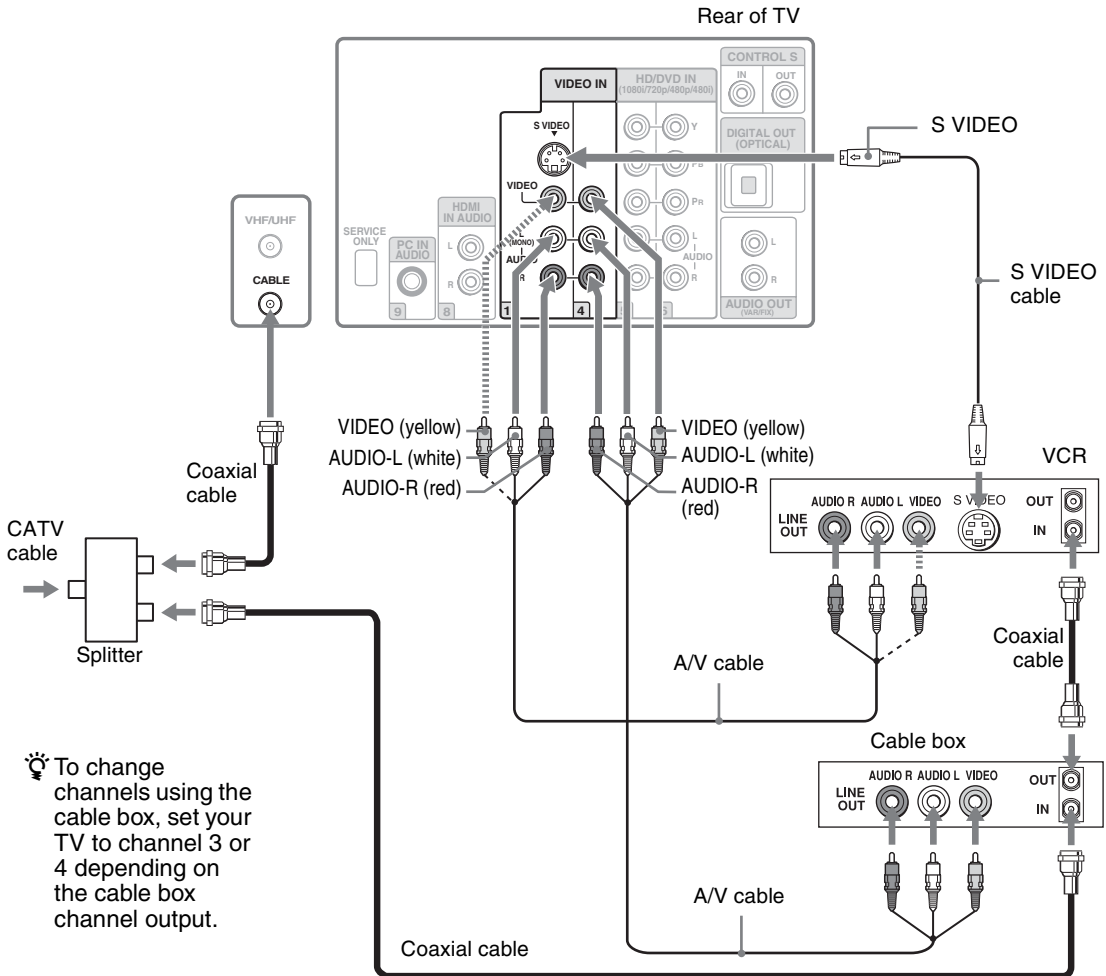 Rear of TV
CONTROL S
IN OUT
VIDEO IN
HD/DVD IN
(1080i/720p/480p/480i)
S VIDEO
Y
DIGITAL OUT
(OPTICAL)
PB
VIDEO
PR
L
(MONO)
AUDIO
R
L
AUDIO
R
L
R
AUDIO OUT
(VAR/FIX)
HDMI
IN AUDIO
L
R
SERVICE
ONLY
PC IN
AUDIO
9
8
1
4
VHF/UHF
CABLE
S VIDEO
S VIDEO
cable
VIDEO (yellow)
AUDIO-L (white)
AUDIO-R (red)
VIDEO (yellow)
AUDIO-L (white)
AUDIO-R
(red)
Coaxial
cable
CATV
cable
Splitter
VCR
AUDIO R AUDIO L VIDEO
S VIDEO
OUT
IN
LINE
OUT
A/V cable
Coaxial
cable
Cable box
AUDIO R AUDIO L VIDEO
OUT
IN
LINE
OUT
A/V cable
Coaxial cable
To change
channels using the
cable box, set your
TV to channel 3 or
4 depending on
the cable box
channel output.